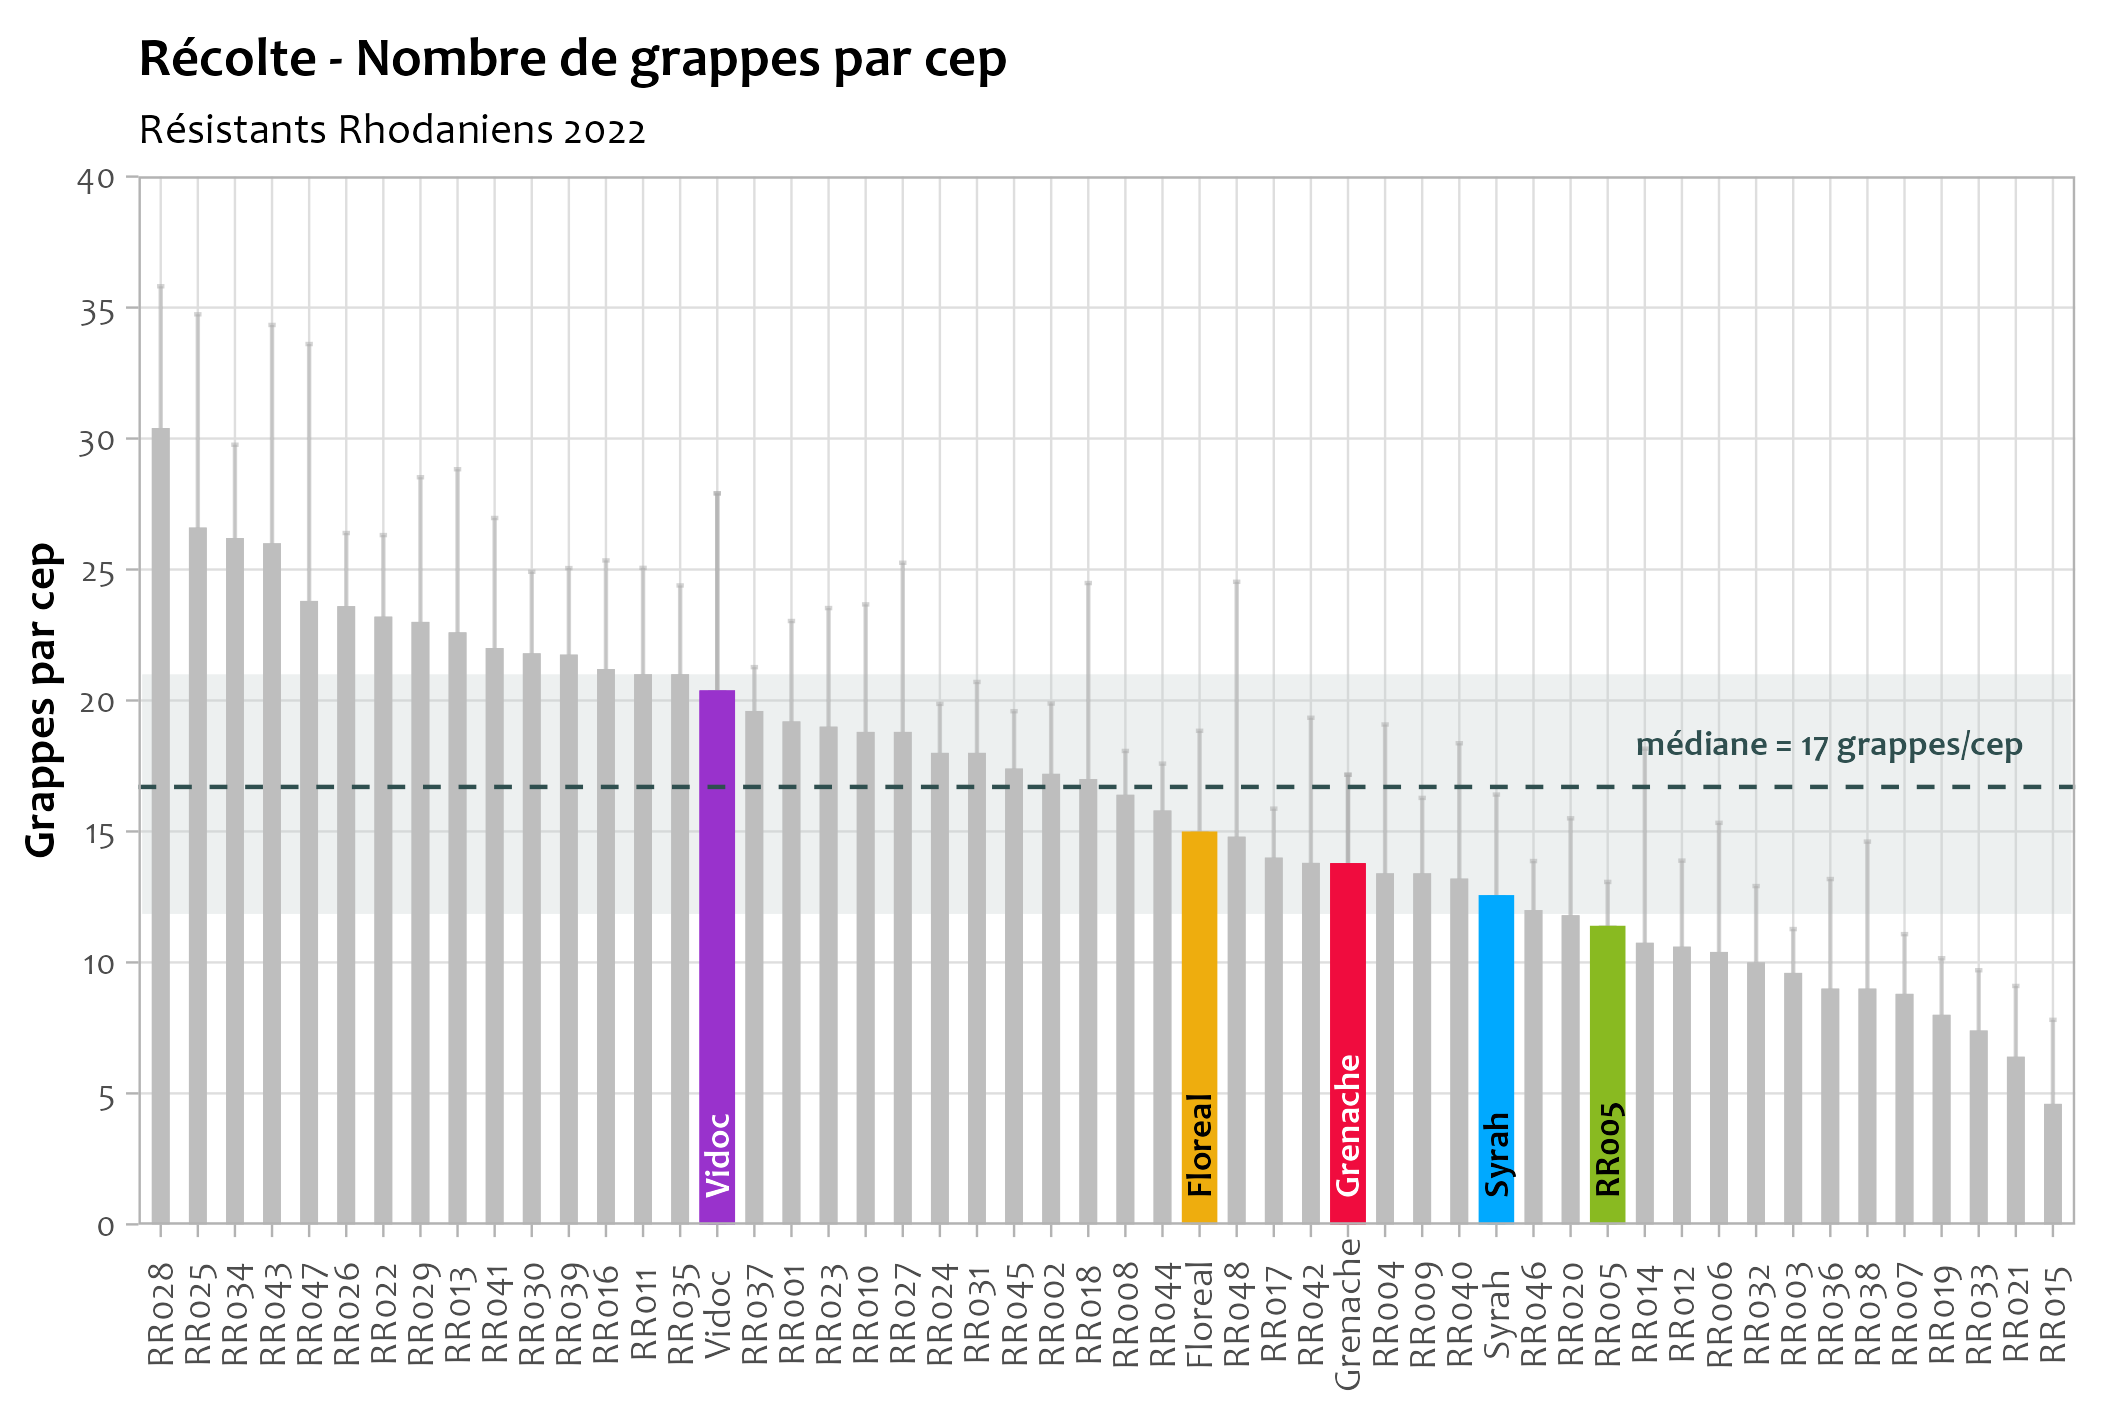 Récolte - Nombre de grappes par cep
Résistants Rhodaniens 2022
Grappes par cep
40
35
30
25
20
15
10
5
0
médiane = 17 grappes/cep
Vidoc
Floreal
Grenache
Syrah
RR005
RR028
RR025
RR034
RR043
RR047
RR026
RR022
RR029
RR013
RR041
RR030
RR039
RR016
RR011
RR035
Vidoc
RR037
RR001
RR023
RR010
RR027
RR024
RR031
RR045
RR002
RR018
RR008
RR044
Floreal
RR048
RR017
RR042
Grenache
RR004
RR009
RR040
Syrah
RR046
RR020
RR005
RR014
RR012
RR006
RR032
RR003
RR036
RR038
RR007
RR019
RR033
RR021
RR015